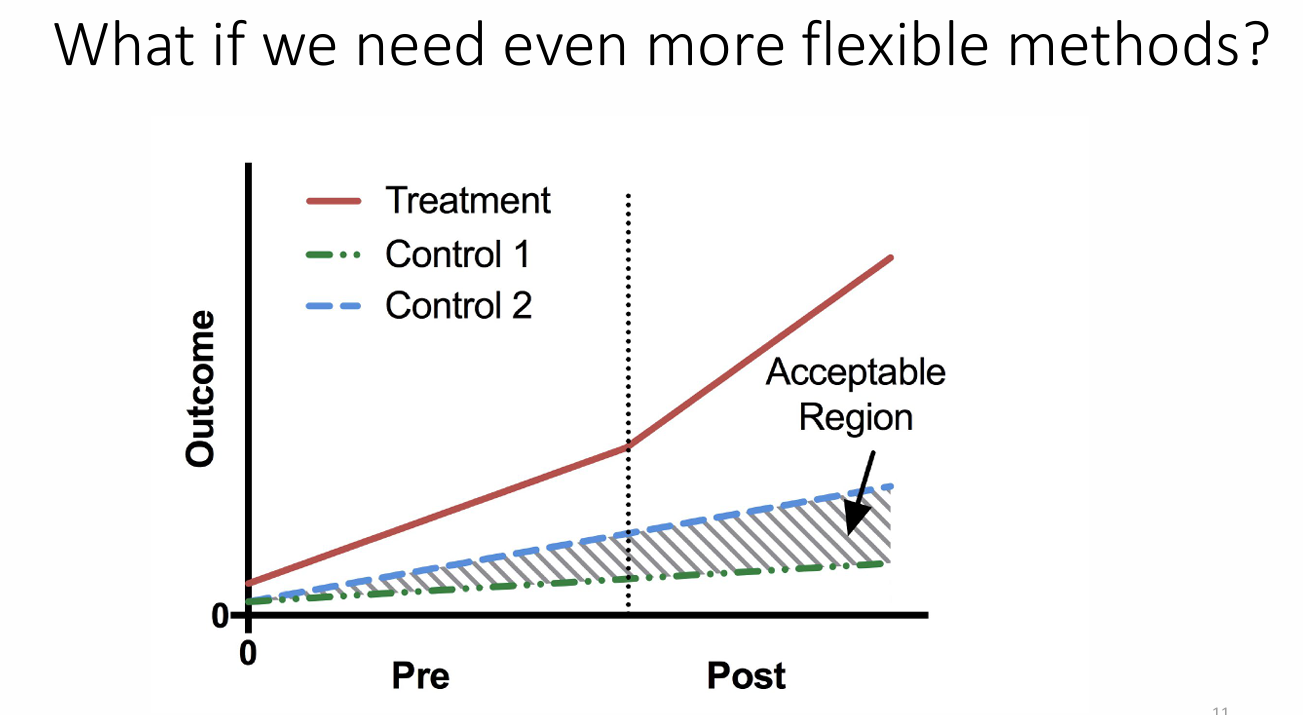 What if we need even more flexible methods?
Treatment
Control 1
Control 2
Acceptable
Region
Outcome
0
0
Pre
Post
11